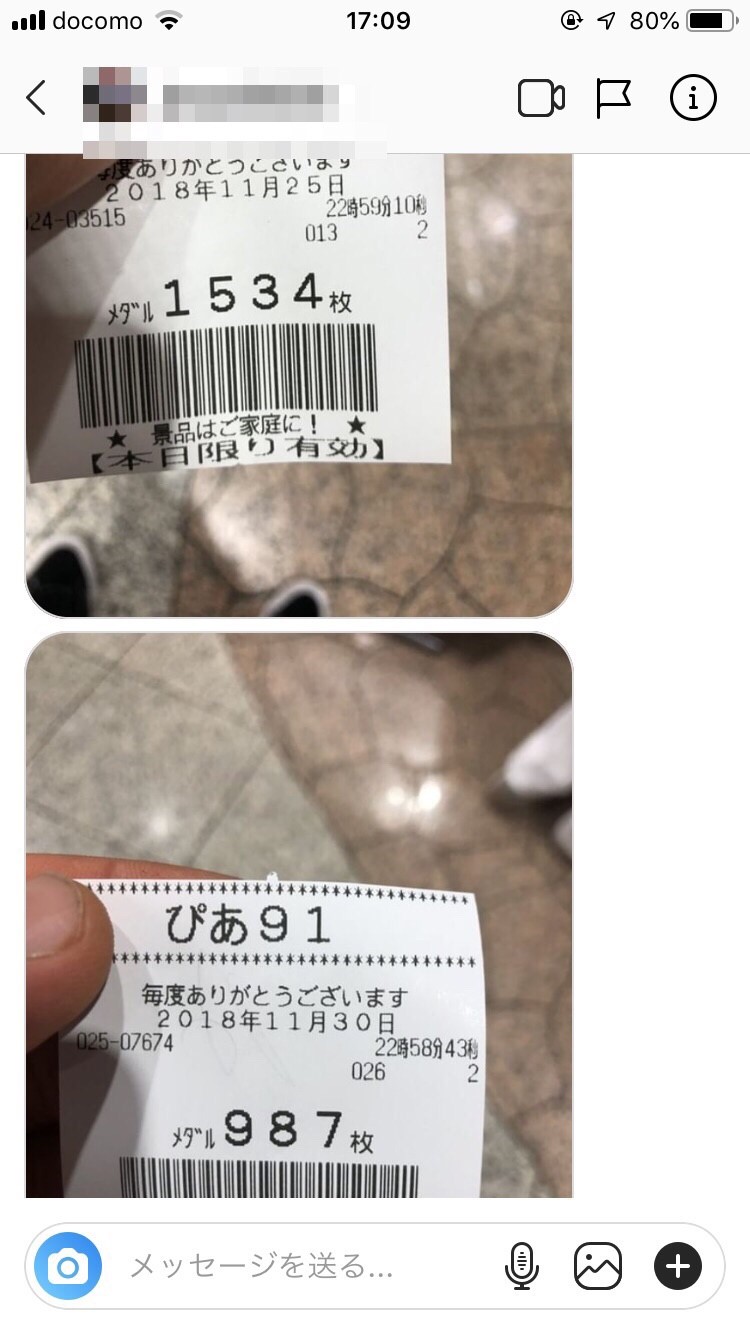 docomo
17:09
80%
毎度ありがとうございます
2018年11月25日
22時59分10秒
024-03515
013 2
メダル1534枚
★ 景品はご家庭に！ ★
【本日限り有効】
ぴあ91
毎度ありがとうございます
2018年11月30日
025-07674 22時58分43秒
026 2
メダル987枚
メッセージを送る...